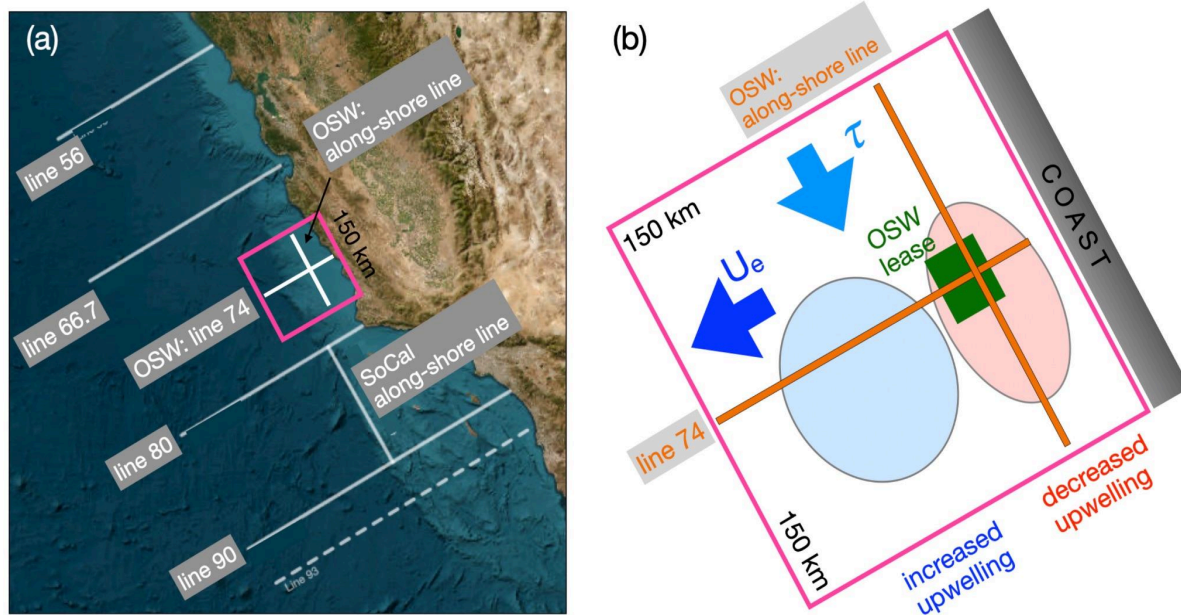 (a)
OSW:
along-shore line
line 56
150 km
line 66.7
OSW: line 74
SoCal
along-shore line
line 80
line 90
Line 93
(b)
OSW:
along-shore line
τ
150 km
COAST
OSW
lease
Ue
line 74
150 km
decreased
upwelling
increased
upwelling